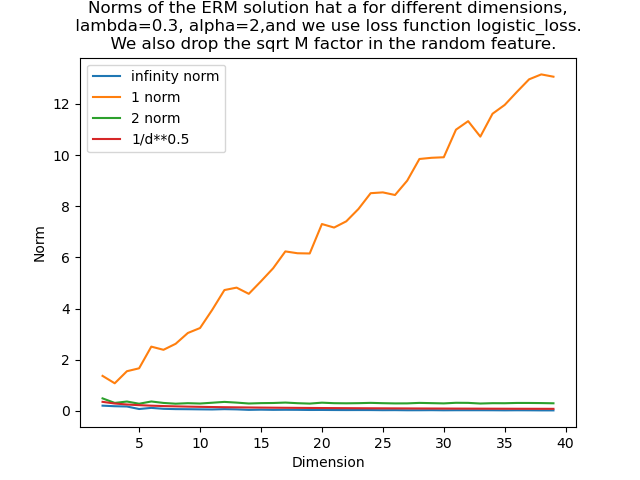 Norms of the ERM solution hat a for different dimensions,
lambda=0.3, alpha=2,and we use loss function logistic_loss.
We also drop the sqrt M factor in the random feature.
infinity norm
1 norm
2 norm
1/d**0.5
12
10
8
6
4
2
0
Norm
5 10 15 20 25 30 35 40
Dimension